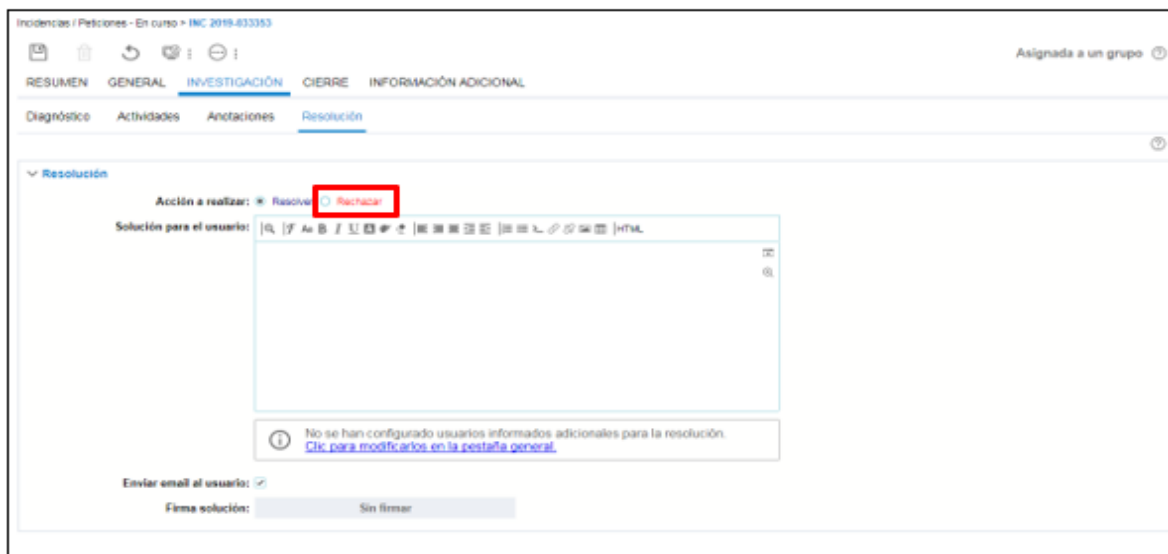 Incidencias / Peticiones - En curso > INC 2019-833353
Asignada a un grupo
RESUMEN GENERAL INVESTIGACIÓN CIERRE INFORMACIÓN ADICIONAL
Diagnóstico Actividades Anotaciones Resolución
Resolución
Acción a realizar: Resolver Rechazar
Solución para el usuario: B I U HTML
No se han configurado usuarios informados adicionales para la resolución.
Clic para modificarlos en la pestaña general.
Enviar email al usuario:
Firma solución: Sin firmar